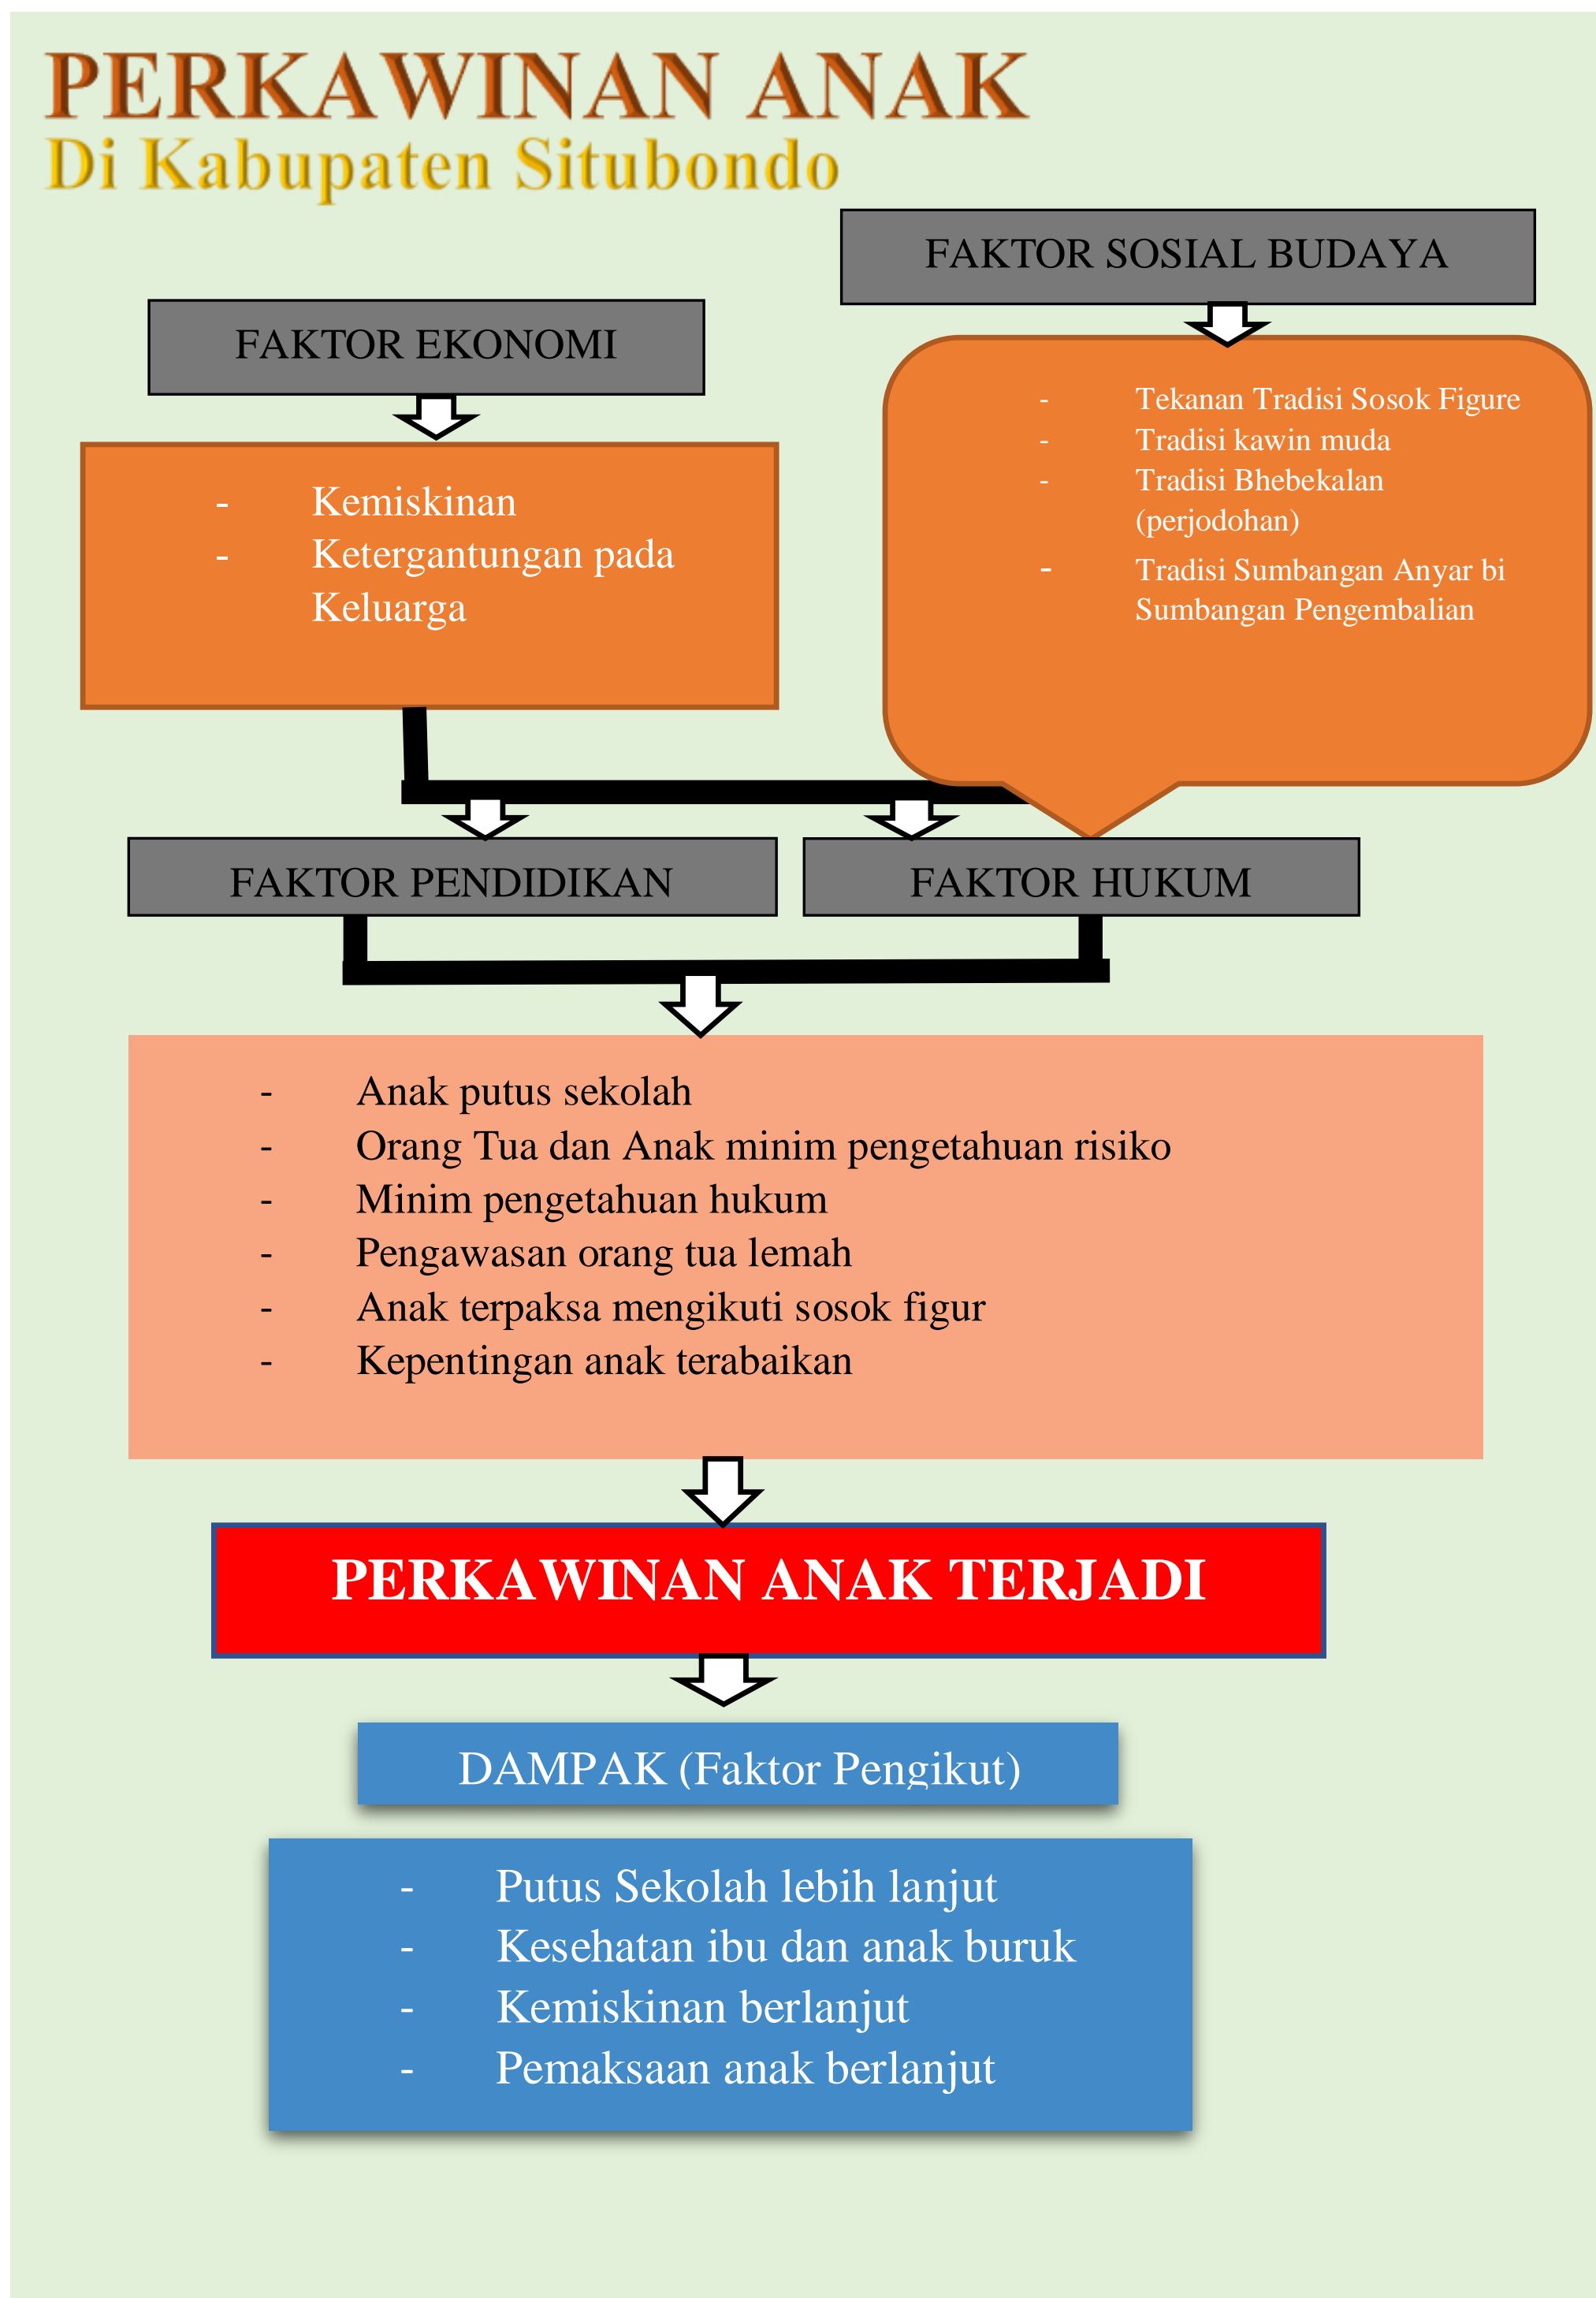 PERKAWINAN ANAK
Di Kabupaten Situbondo
FAKTOR SOSIAL BUDAYA
FAKTOR EKONOMI
- Tekanan Tradisi Sosok Figure
- Tradisi kawin muda
- Tradisi Bhebekalan
(perjodohan)
- Tradisi Sumbangan Anyar bi
Sumbangan Pengembalian
- Kemiskinan
- Ketergantungan pada
Keluarga
FAKTOR PENDIDIKAN
FAKTOR HUKUM
- Anak putus sekolah
- Orang Tua dan Anak minim pengetahuan risiko
- Minim pengetahuan hukum
- Pengawasan orang tua lemah
- Anak terpaksa mengikuti sosok figur
- Kepentingan anak terabaikan
PERKAWINAN ANAK TERJADI
DAMPAK (Faktor Pengikut)
- Putus Sekolah lebih lanjut
- Kesehatan ibu dan anak buruk
- Kemiskinan berlanjut
- Pemaksaan anak berlanjut